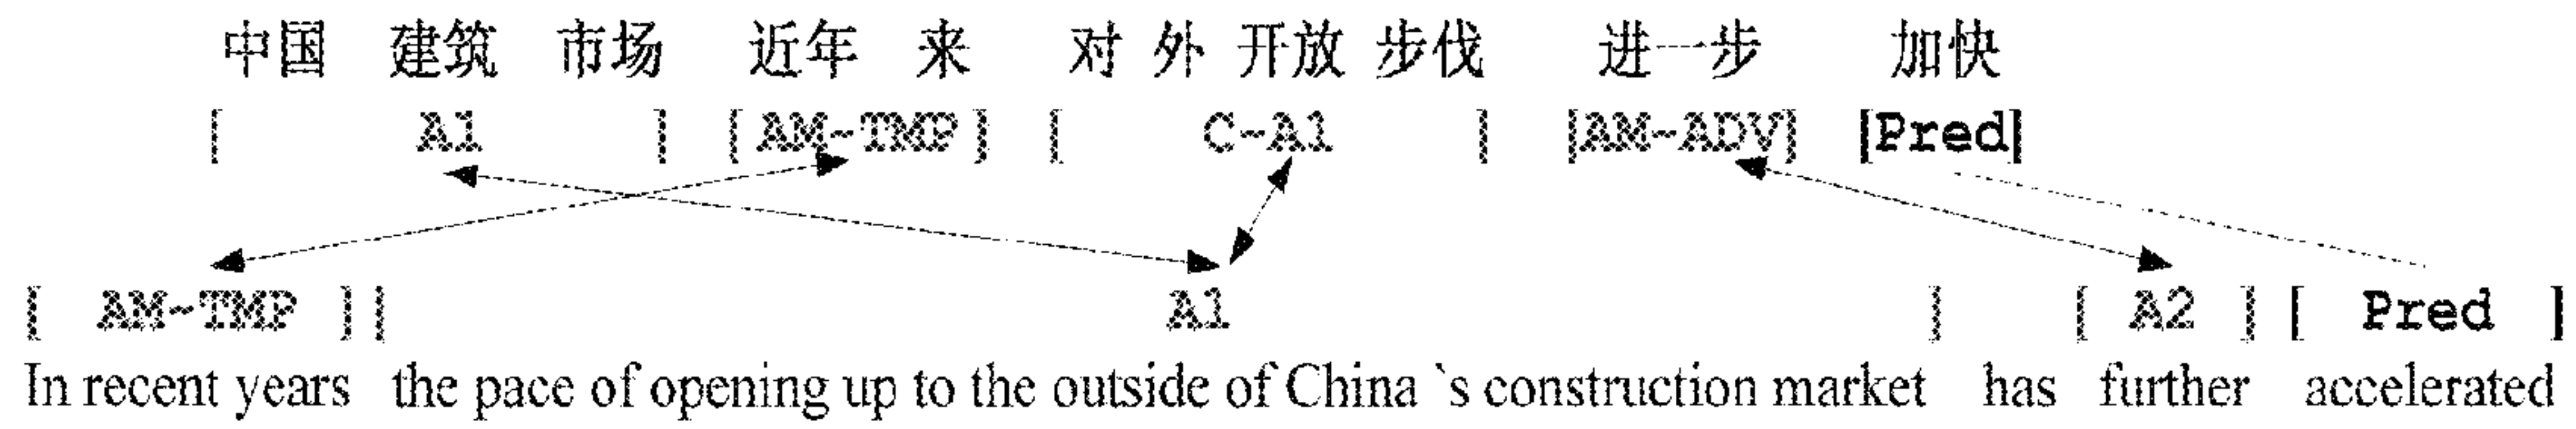 中国 建筑 市场 近年 来 对 外 开放 步伐 进一步 加快
[ A1 ] [ AM-TMP ] [ C-A1 ] [AM-ADV] [Pred]
[ AM-TMP ] [ A1 ] [ A2 ] [ Pred ]
In recent years the pace of opening up to the outside of China `s construction market has further accelerated